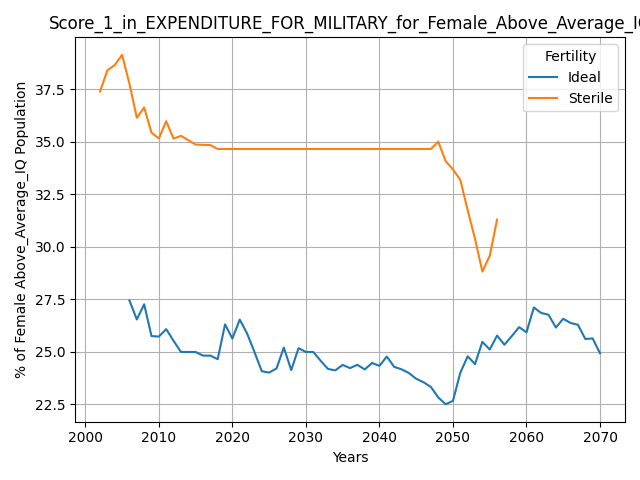 Score_1_in_EXPENDITURE_FOR_MILITARY_for_Female_Above_Average_IQ
% of Female Above_Average_IQ Population
37.5
35.0
32.5
30.0
27.5
25.0
22.5
Fertility
Ideal
Sterile
2000 2010 2020 2030 2040 2050 2060 2070
Years